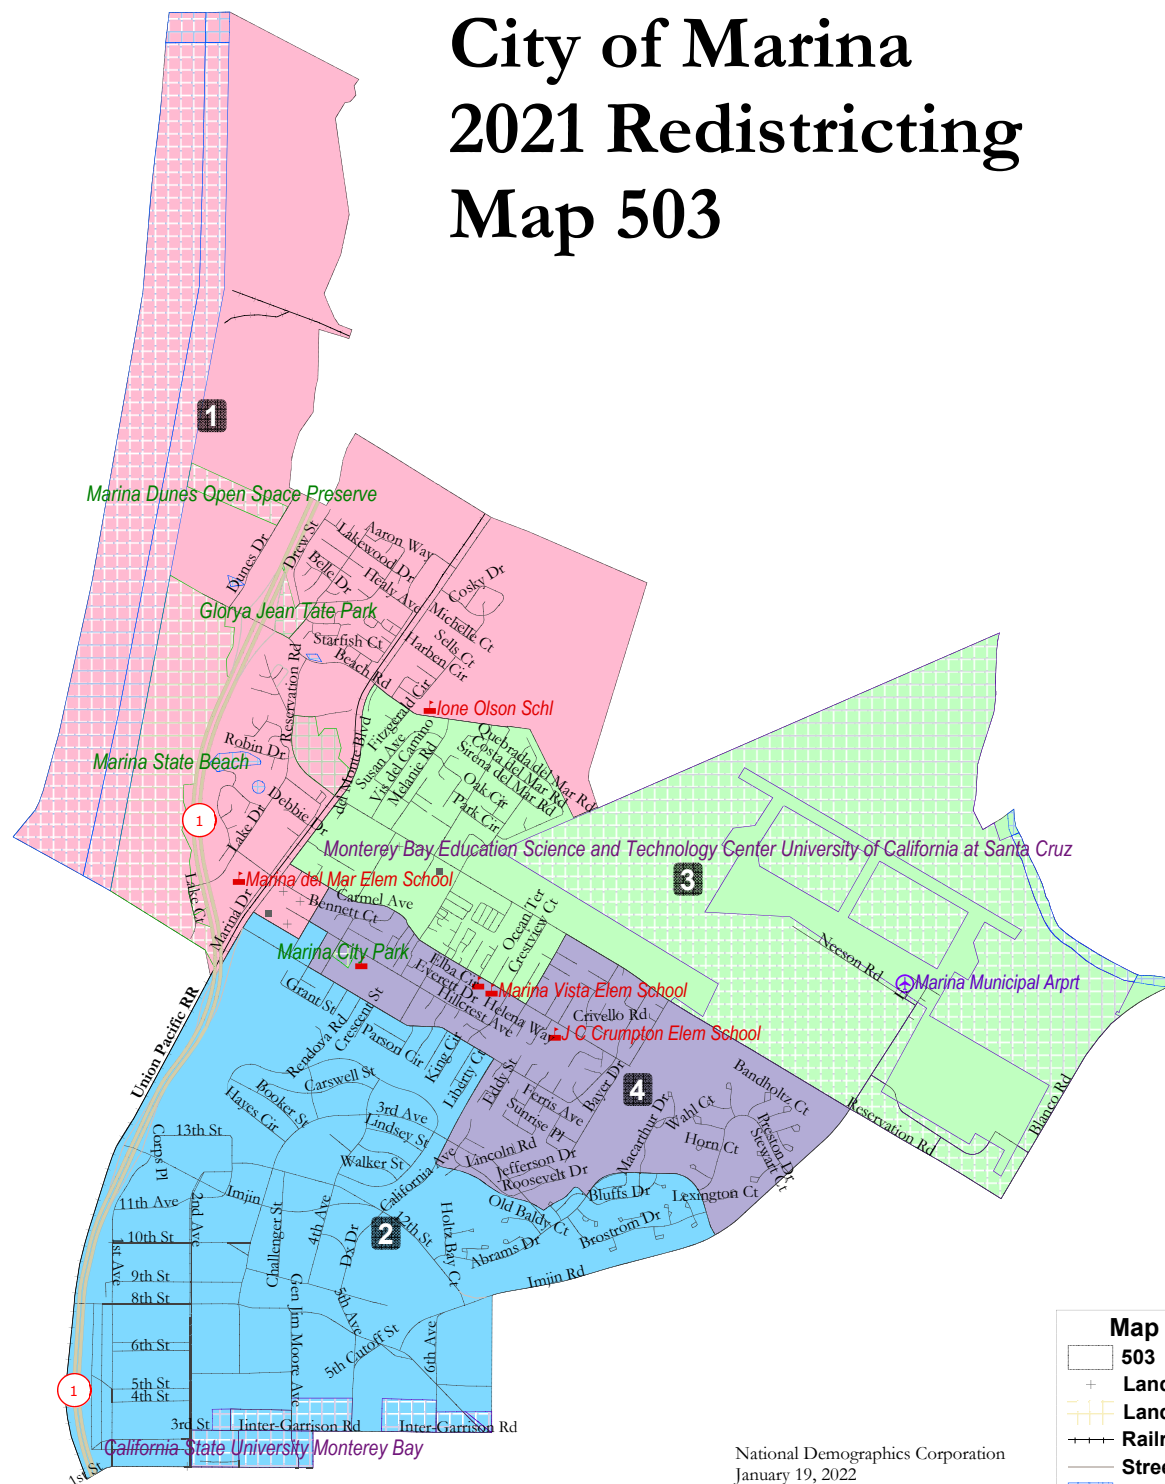 City of Marina
2021 Redistricting
Map 503
1
Marina Dunes Open Space Preserve
Drew St
Aaron Way
Lakewood Dr
Dunes Dr
Belle Dr
Healy Ave
Cosky Dr
Glorya Jean Tate Park
Michelle Ct
Starfish Ct
Sells Ct
Harben Cir
Beach Rd
Reservation Rd
Fitzgerald Cir
Ione Olson Schl
Robin Dr
del Monte Blvd
Susan Ave
Vis del Camino
Melanie Rd
Quebrada del Mar Rd
Costa del Mar Rd
Sirena del Mar Rd
Marina State Beach
Oak Cir
Park Cir
Debbie Dr
Lake Dr
1
Monterey Bay Education Science and Technology Center University of California at Santa Cruz
3
Marina del Mar Elem School
Lake Ct
Marina Dr
Carmel Ave
Bennett Ct
Ocean Ter
Crestview Ct
Neeson Rd
Marina City Park
Elba Cir
Everett Dr
Marina Vista Elem School
Marina Municipal Arprt
Grant St
Crescent St
Hillcrest Ave
Helena Way
Crivello Rd
J C Crumpton Elem School
Union Pacific RR
Rendova Rd
Parson Cir
King Cir
Liberty Ct
Eddy St
Carswell St
Booker St
Hayes Cir
3rd Ave
Lindsey St
Ferris Ave
Sunrise Pl
Bayer Dr
4
Bandholtz Ct
Macarthur Dr
Wahl Ct
Horn Ct
Preston Dr
Stewart Ct
Reservation Rd
Blanco Rd
13th St
Corps Pl
Walker St
California Ave
Lincoln Rd
Jefferson Dr
Roosevelt Dr
Imjin
11th Ave
2nd Ave
Challenger St
4th Ave
Dx Dr
12th St
2
Holtz Bay Ct
Old Baldy Ct
Bluffs Dr
Lexington Ct
Abrams Dr
Brostrom Dr
10th St
1st Ave
9th St
8th St
Imjin Rd
Gen Jim Moore Ave
5th Ave
5th Cutoff St
6th Ave
6th St
5th St
4th St
1
3rd St
Iinter-Garrison Rd
Inter-Garrison Rd
California State University Monterey Bay
1st St
National Demographics Corporation
January 19, 2022
Map
503
Land
Land
Railr
Stree